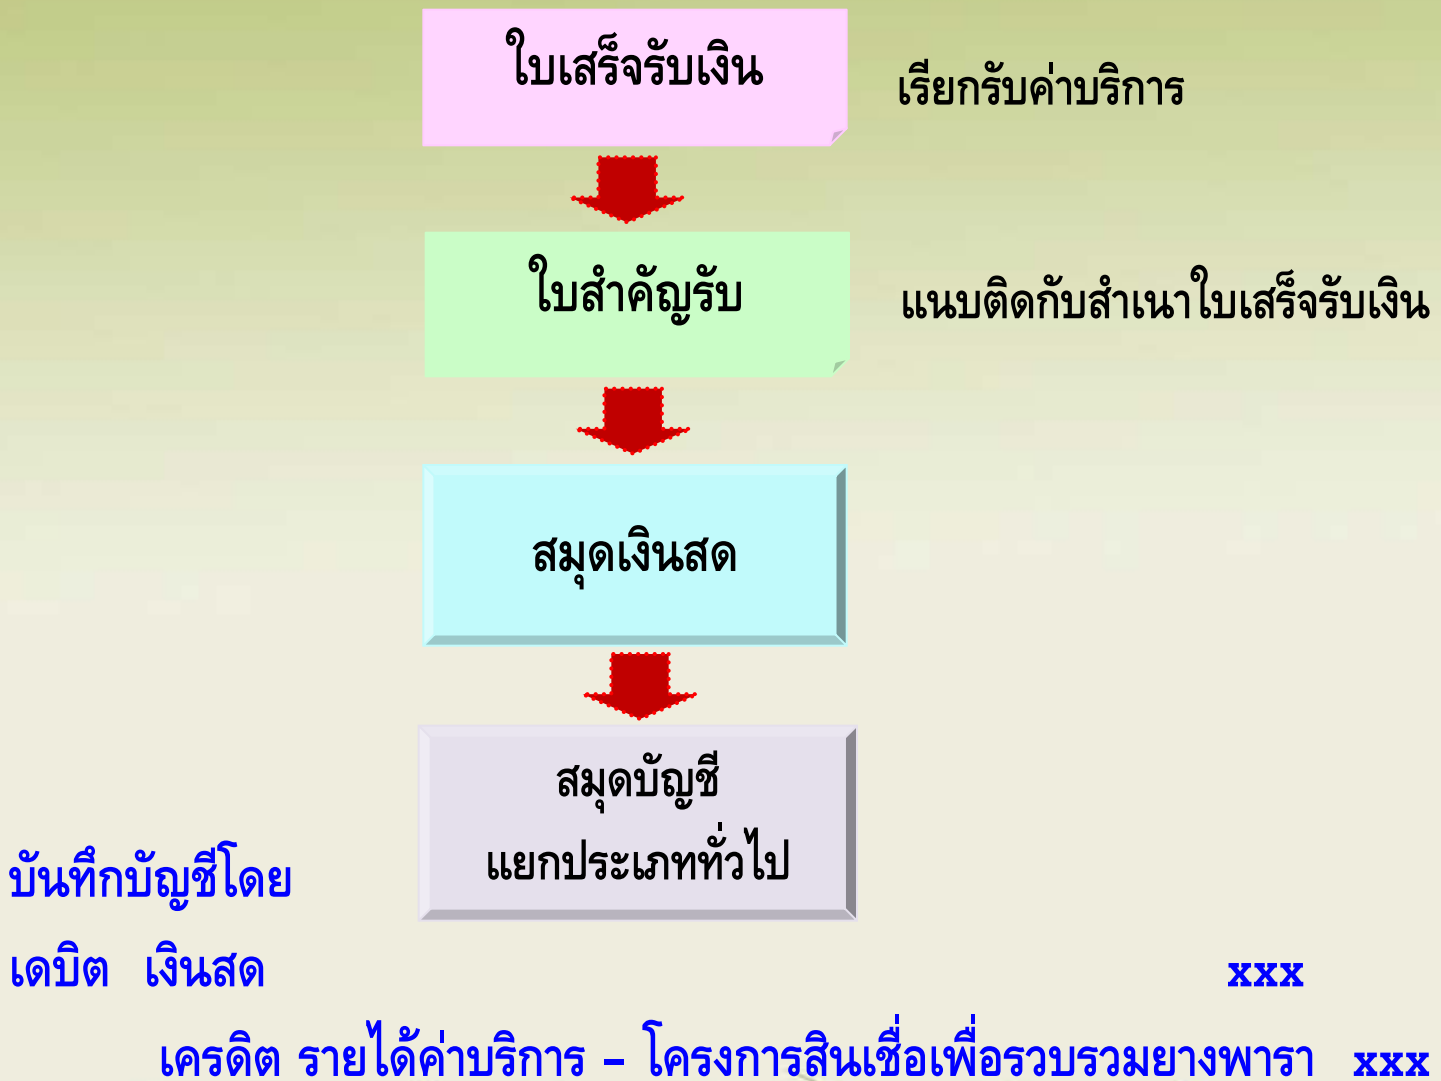 ใบเสร็จรับเงิน
เรียกรับค่าบริการ
ใบสำคัญรับ
แนบติดกับสำเนาใบเสร็จรับเงิน
สมุดเงินสด
สมุดบัญชี
แยกประเภททั่วไป
บันทึกบัญชีโดย
เดบิต เงินสด xxx
เครดิต รายได้ค่าบริการ – โครงการสินเชื่อเพื่อรวบรวมยางพารา xxx